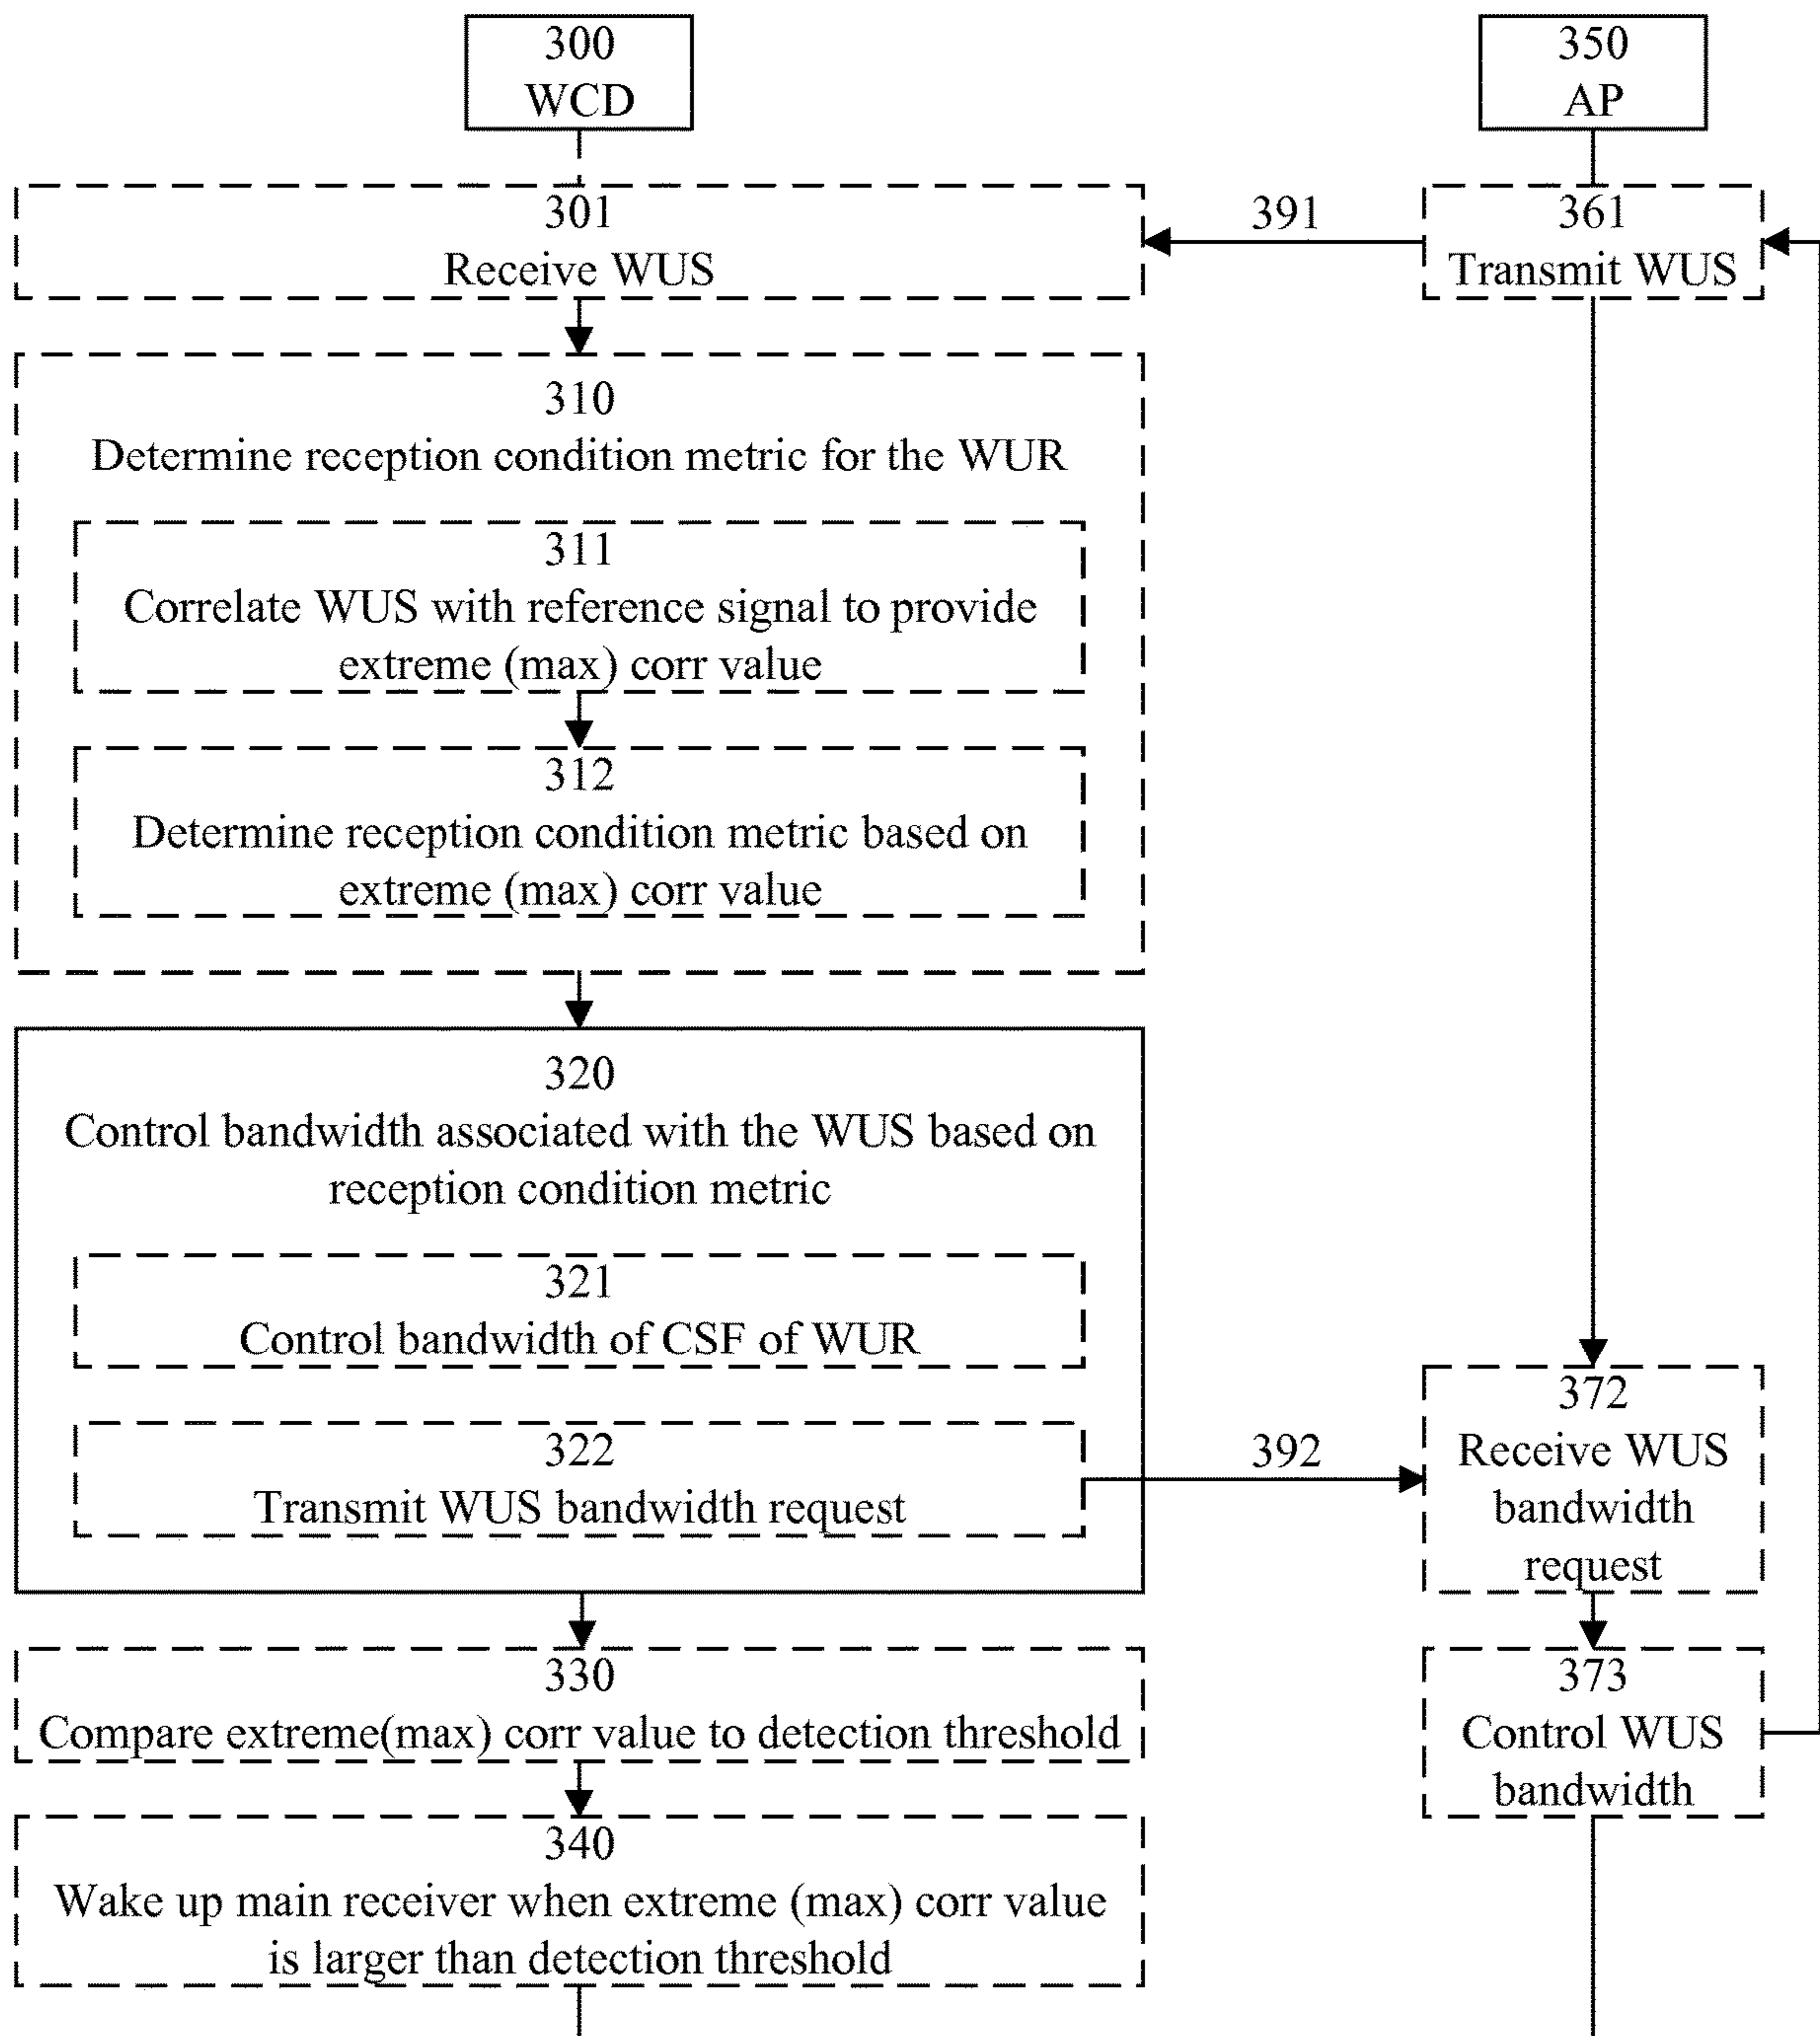 300
WCD
350
AP
301
Receive WUS
391
361
Transmit WUS
310
Determine reception condition metric for the WUR
311
Correlate WUS with reference signal to provide
extreme (max) corr value
312
Determine reception condition metric based on
extreme (max) corr value
320
Control bandwidth associated with the WUS based on
reception condition metric
321
Control bandwidth of CSF of WUR
322
Transmit WUS bandwidth request
392
372
Receive WUS
bandwidth
request
330
Compare extreme(max) corr value to detection threshold
373
Control WUS
bandwidth
340
Wake up main receiver when extreme (max) corr value
is larger than detection threshold